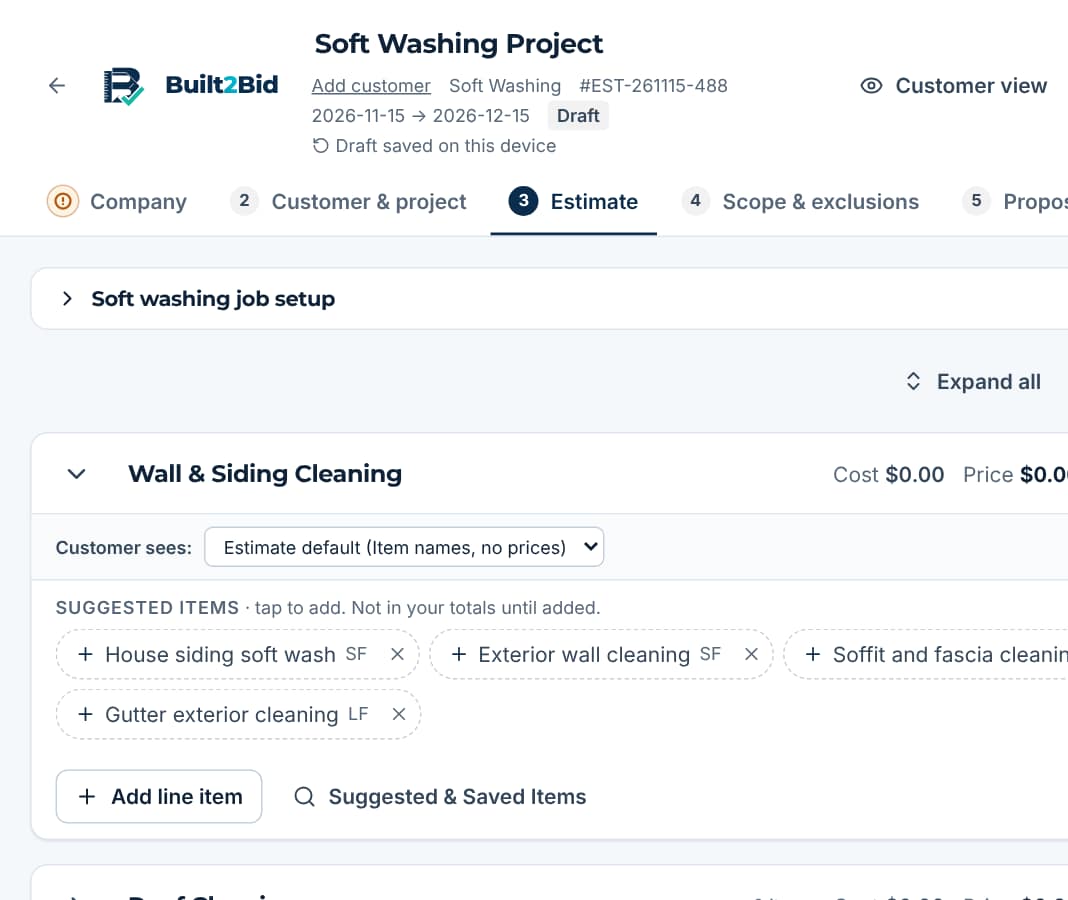 Soft Washing Project
Built2Bid
Add customer Soft Washing #EST-261115-488
2026-11-15 → 2026-12-15 Draft
Draft saved on this device
Customer view
Company 2 Customer & project 3 Estimate 4 Scope & exclusions 5
Soft washing job setup
Expand all
Wall & Siding Cleaning Cost $0.00 Price
Customer sees: Estimate default (Item names, no prices)
SUGGESTED ITEMS · tap to add. Not in your totals until added.
+ House siding soft wash SF × + Exterior wall cleaning SF × + Soffit and fascia
+ Gutter exterior cleaning LF ×
+ Add line item Suggested & Saved Items